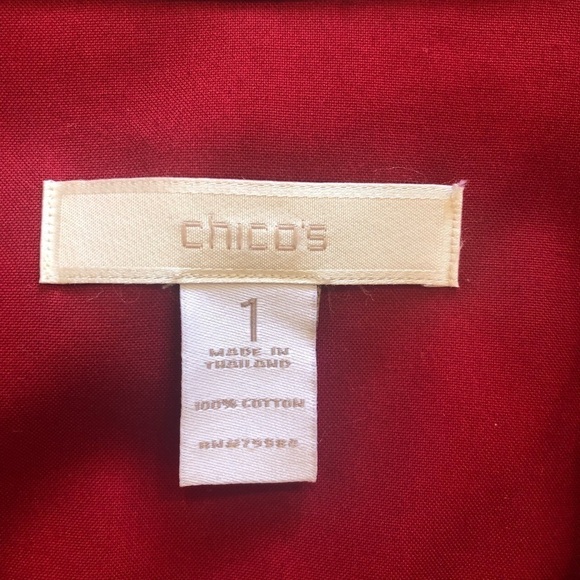 chico's
1
MADE IN
THAILAND
100% COTTON